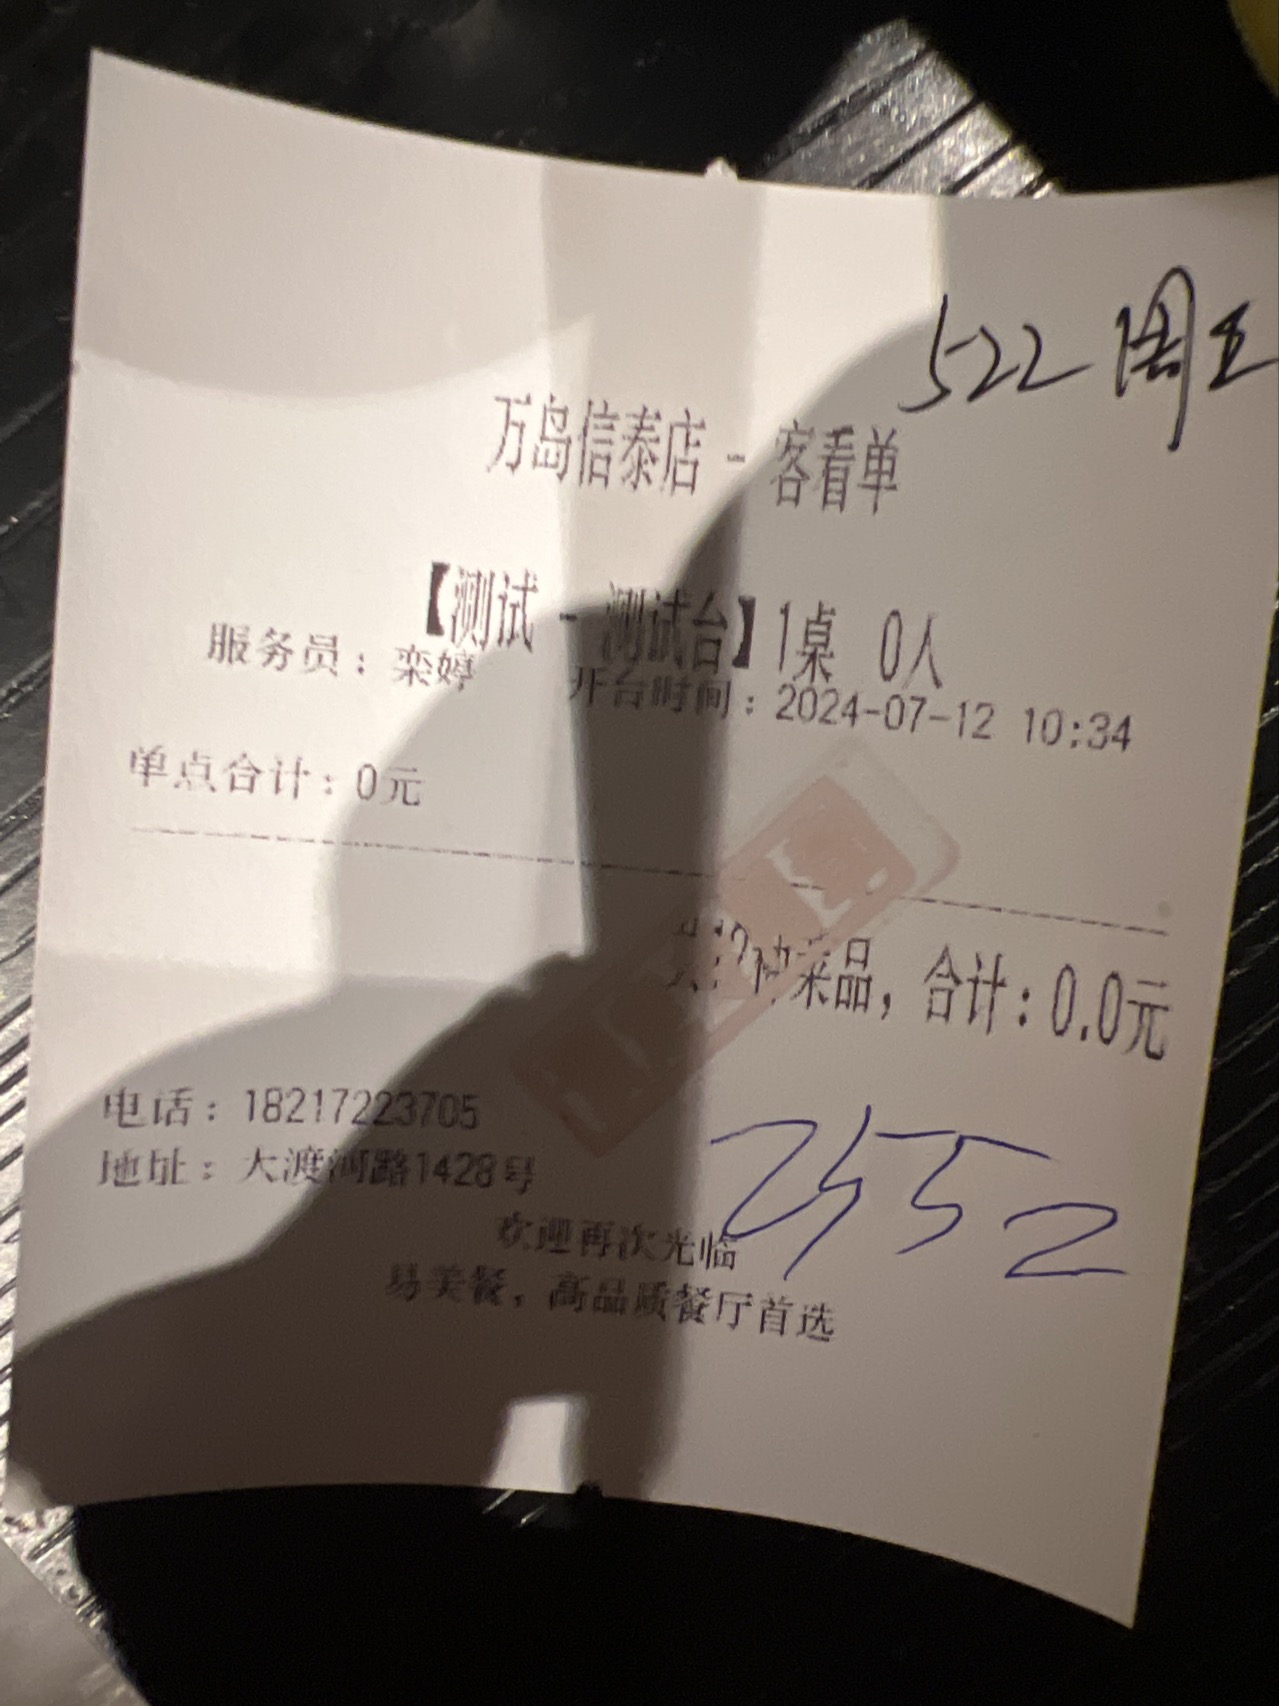 522 周五
万岛信泰店 - 客看单
【测试 - 测试台】1桌 0人
服务员：栾婷 开台时间：2024-07-12 10:34
单点合计：0元
种菜品，合计：0.0元
电话：18217223705
地址：大渡河路1428号
2552
欢迎再次光临
易美餐，高品质餐厅首选